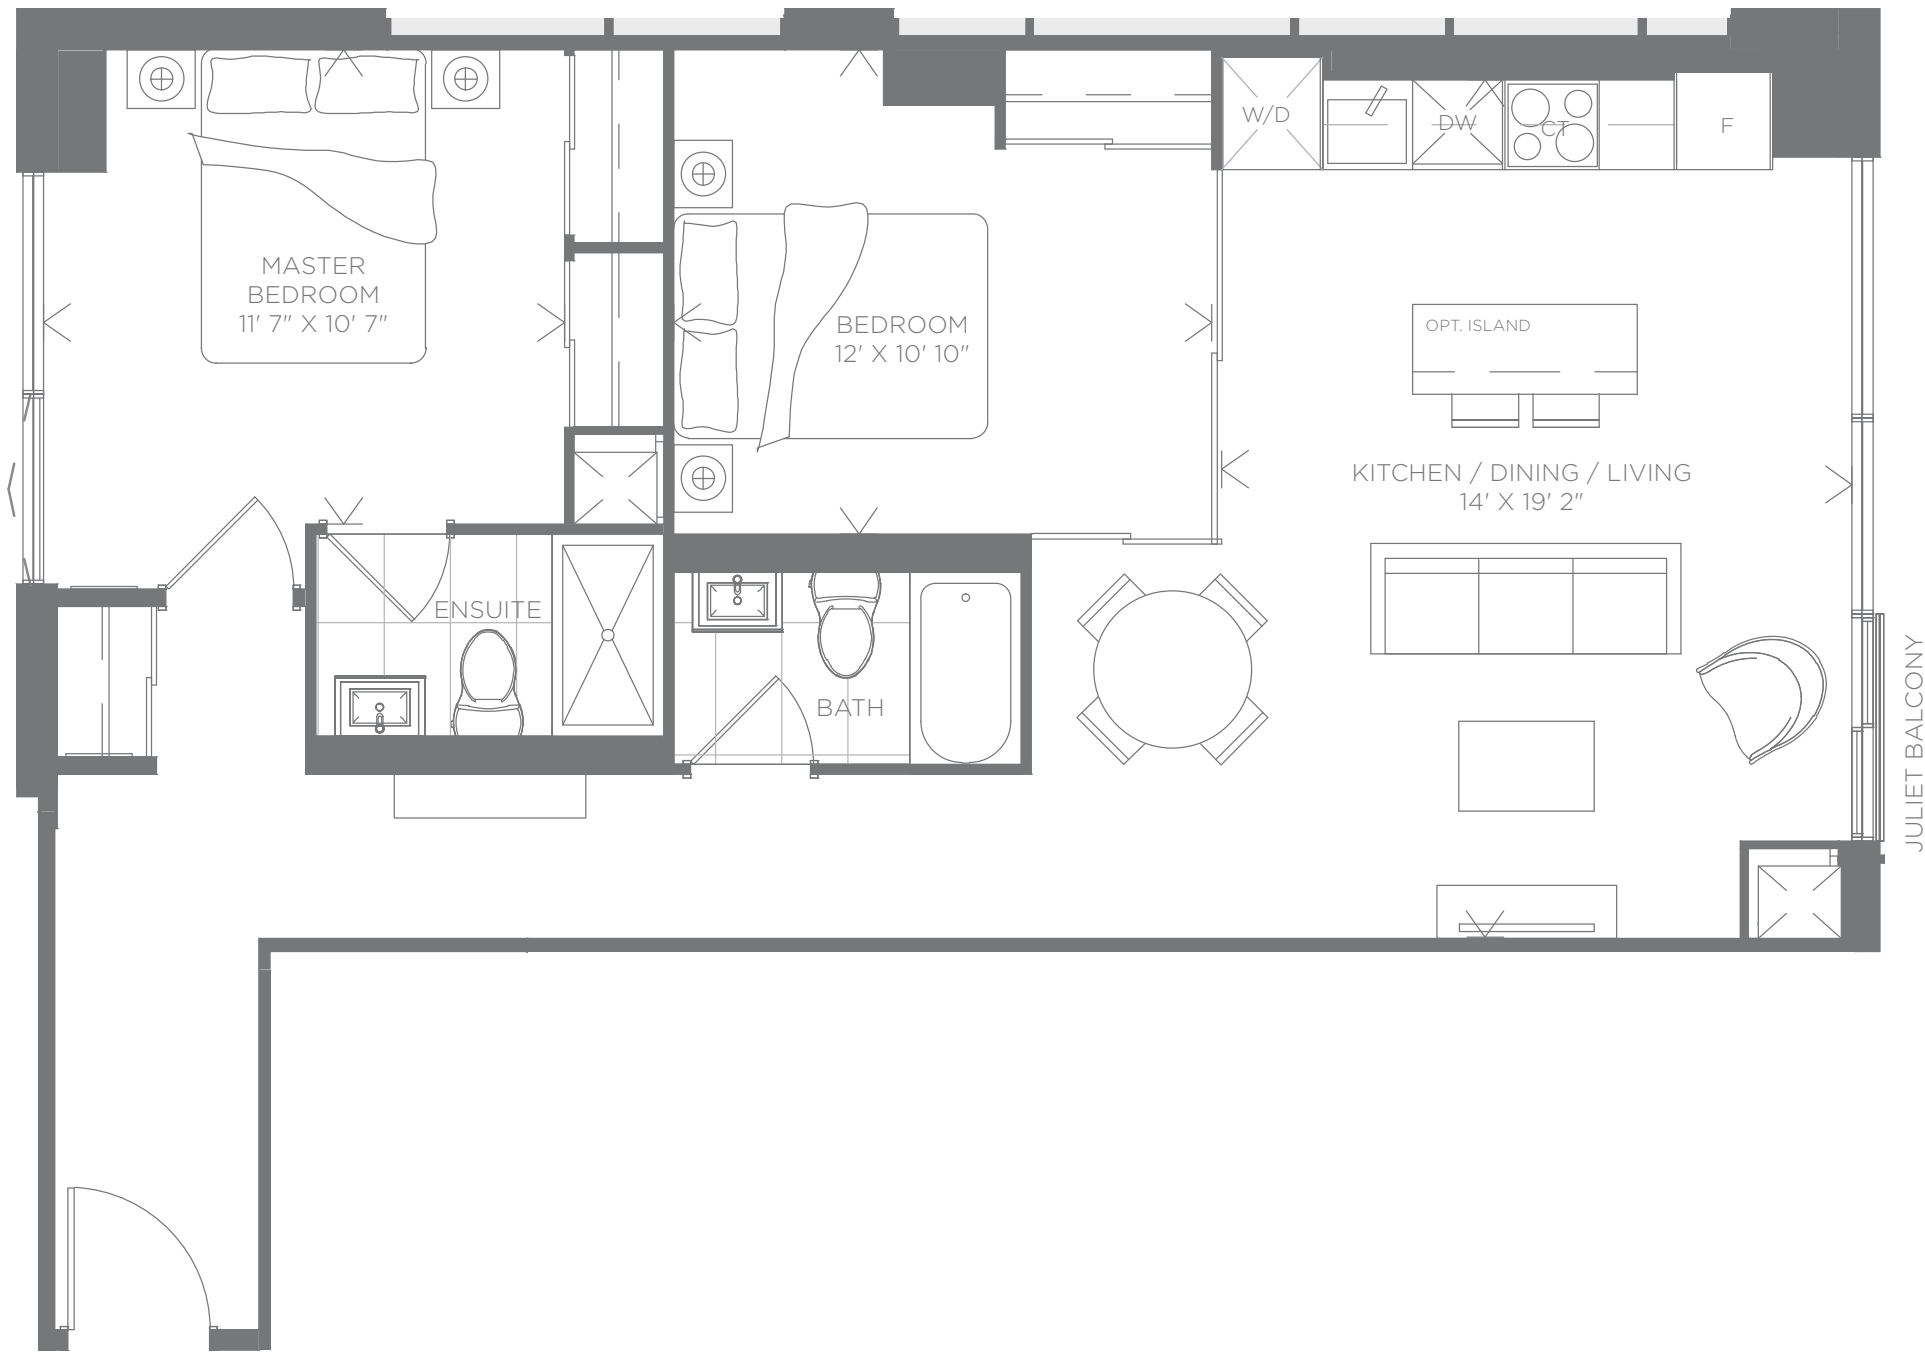 W/D
DW
CT
F
MASTER
BEDROOM
11' 7" X 10' 7"
BEDROOM
12' X 10' 10"
OPT. ISLAND
KITCHEN / DINING / LIVING
14' X 19' 2"
ENSUITE
BATH
JULIET BALCONY